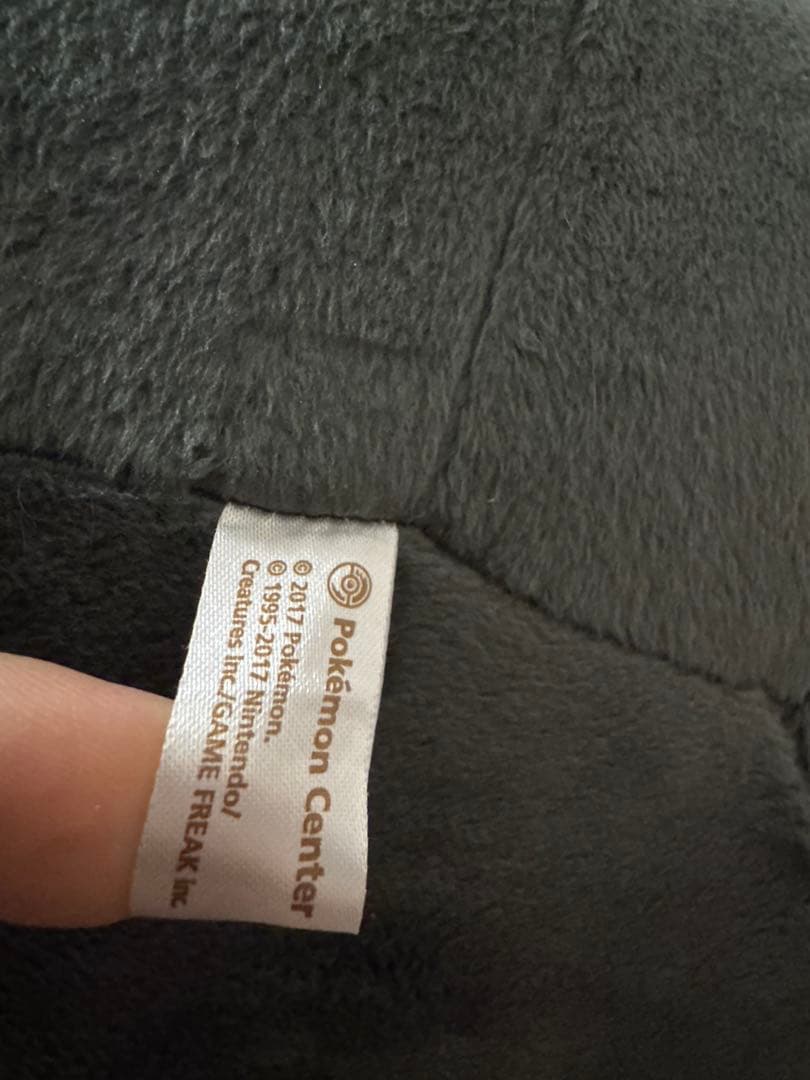 Pokémon Center
© 2017 Pokémon.
© 1995-2017 Nintendo/
Creatures Inc./GAME FREAK inc.